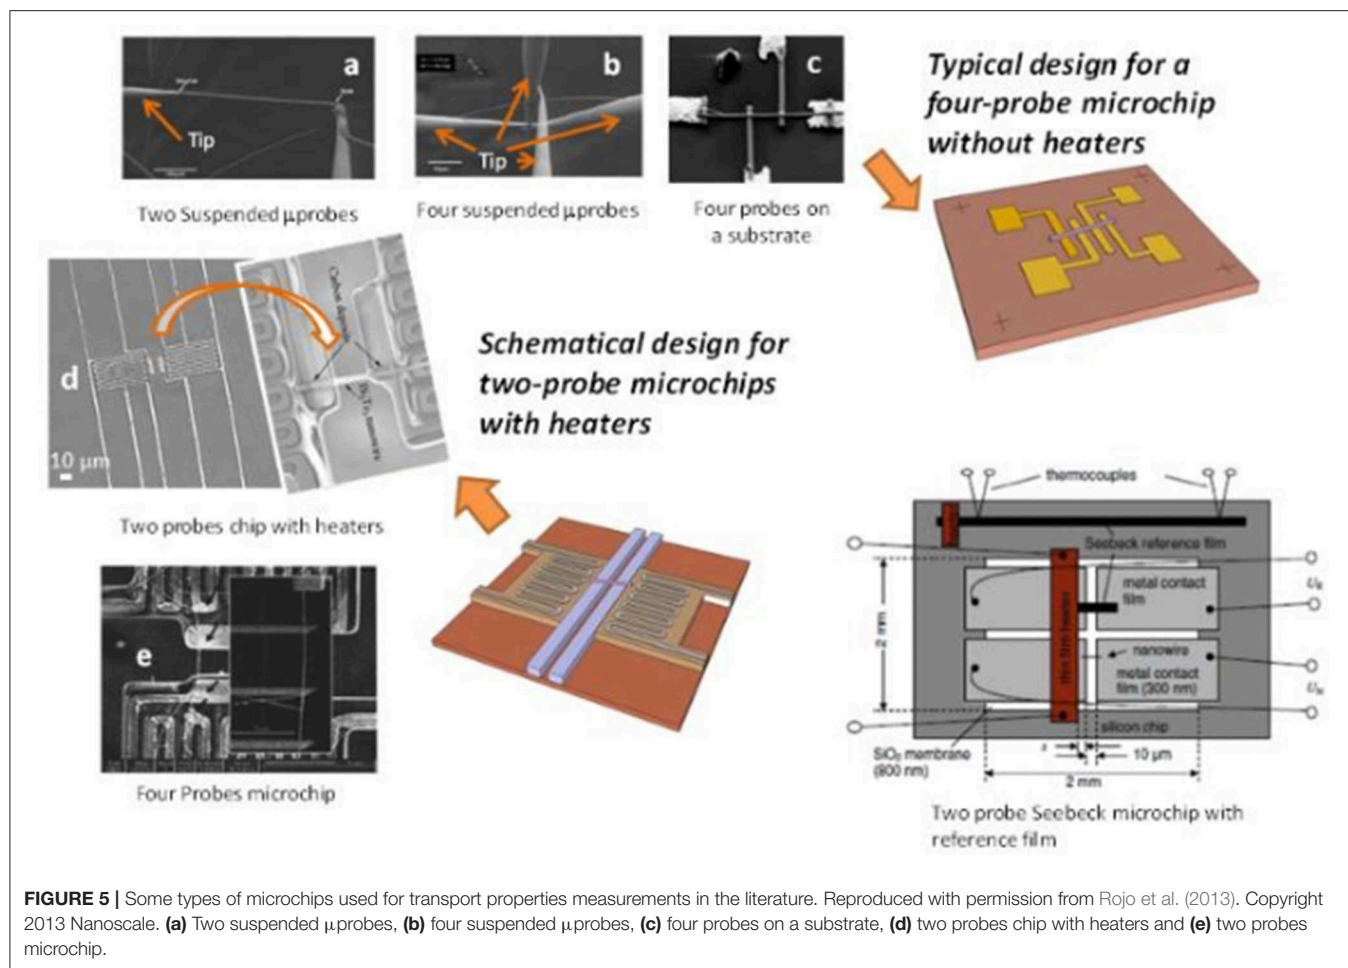 a
Tip
Two Suspended μprobes
b
Tip
Four suspended μprobes
c
Four probes on
a substrate
Typical design for a
four-probe microchip
without heaters
d
10 μm
Carbon deposits
Bi₂Te₃ nanowire
Two probes chip with heaters
Schematical design for
two-probe microchips
with heaters
e
Four Probes microchip
thermocouples
Seebeck reference film
metal contact
film
2 mm
thin film heater
nanowire
metal contact
film (300 nm)
silicon chip
SiO₂ membrane
(800 nm)
10 μm
2 mm
Two probe Seebeck microchip with
reference film
FIGURE 5 | Some types of microchips used for transport properties measurements in the literature. Reproduced with permission from Rojo et al. (2013). Copyright
2013 Nanoscale. (a) Two suspended μprobes, (b) four suspended μprobes, (c) four probes on a substrate, (d) two probes chip with heaters and (e) two probes
microchip.